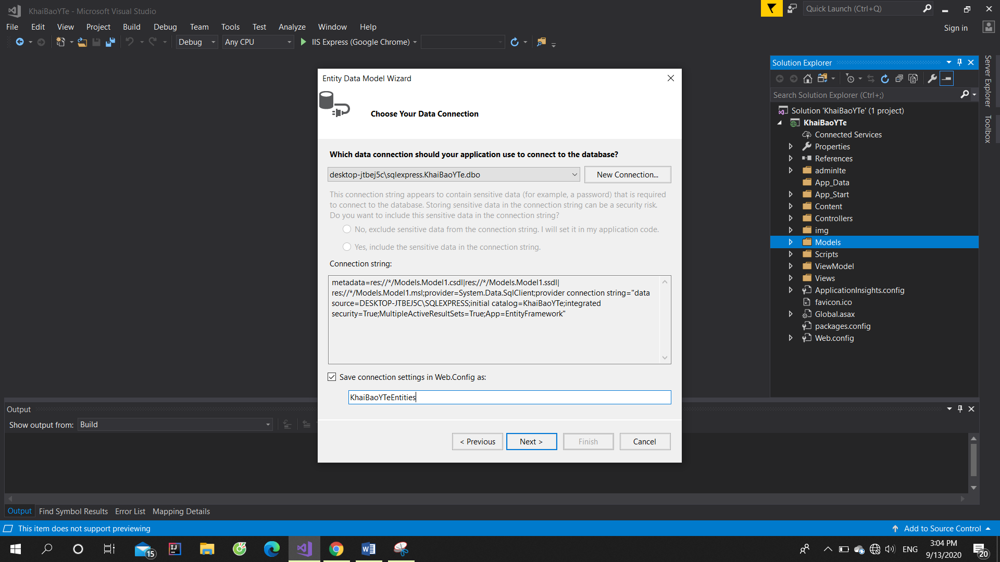 KhaiBaoYTe - Microsoft Visual Studio
Quick Launch (Ctrl+Q)
File Edit View Project Build Debug Team Tools Test Analyze Window Help
Sign in
Debug Any CPU IIS Express (Google Chrome)
Solution Explorer
Search Solution Explorer (Ctrl+;)
Solution 'KhaiBaoYTe' (1 project)
KhaiBaoYTe
Connected Services
Properties
References
adminlte
App_Data
App_Start
Content
Controllers
img
Models
Scripts
ViewModel
Views
ApplicationInsights.config
favicon.ico
Global.asax
packages.config
Web.config
Server Explorer
Toolbox
Entity Data Model Wizard
Choose Your Data Connection
Which data connection should your application use to connect to the database?
desktop-jtbej5c\sqlexpress.KhaiBaoYTe.dbo
New Connection...
This connection string appears to contain sensitive data (for example, a password) that is required
to connect to the database. Storing sensitive data in the connection string can be a security risk.
Do you want to include this sensitive data in the connection string?
No, exclude sensitive data from the connection string. I will set it in my application code.
Yes, include the sensitive data in the connection string.
Connection string:
metadata=res://*/Models.Model1.csdl|res://*/Models.Model1.ssdl|
res://*/Models.Model1.msl;provider=System.Data.SqlClient;provider connection string="data
source=DESKTOP-JTBEJ5C\SQLEXPRESS;initial catalog=KhaiBaoYTe;integrated
security=True;MultipleActiveResultSets=True;App=EntityFramework"
Save connection settings in Web.Config as:
KhaiBaoYTeEntities
< Previous Next > Finish Cancel
Output
Show output from: Build
Output Find Symbol Results Error List Mapping Details
This item does not support previewing
Add to Source Control
15
ENG
3:04 PM
9/13/2020
20